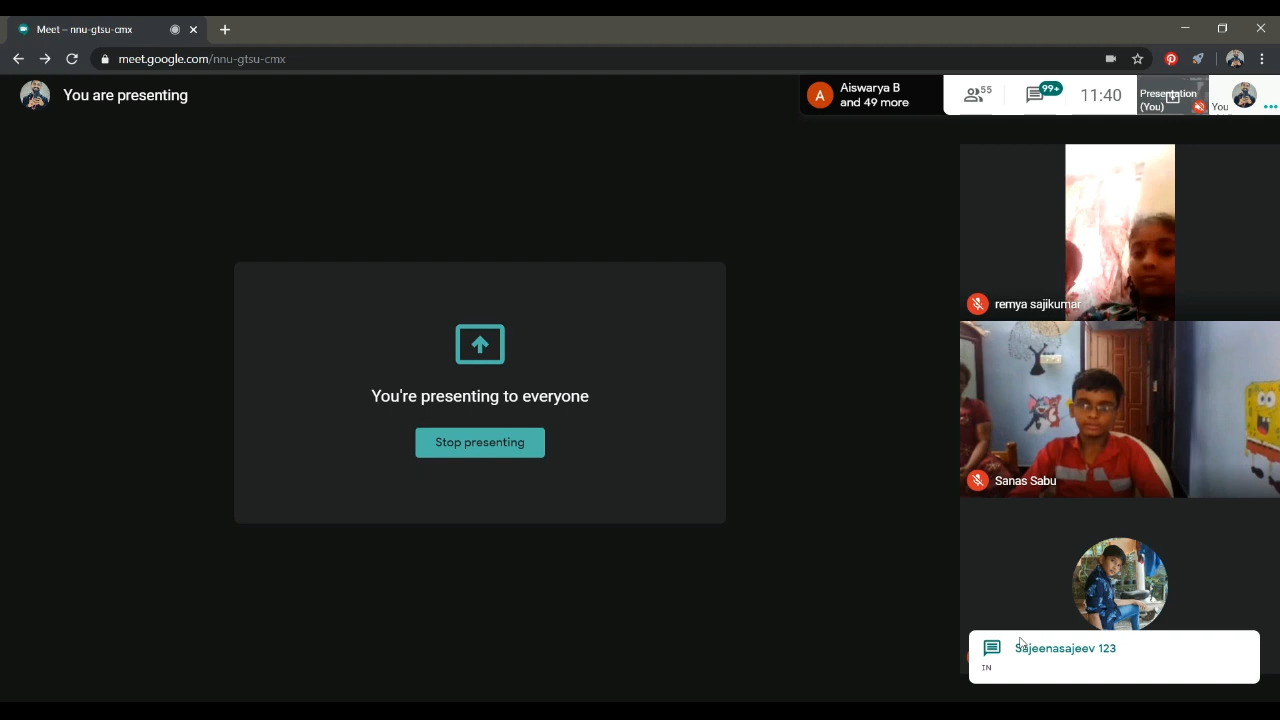 Meet – nnu-gtsu-cmx
meet.google.com/nnu-gtsu-cmx
You are presenting
A
Aiswarya B
and 49 more
55
99+
11:40
Presentation
(You)
You
remya sajikumar
You're presenting to everyone
Stop presenting
Sanas Sabu
Sajeenasajeev 123
IN